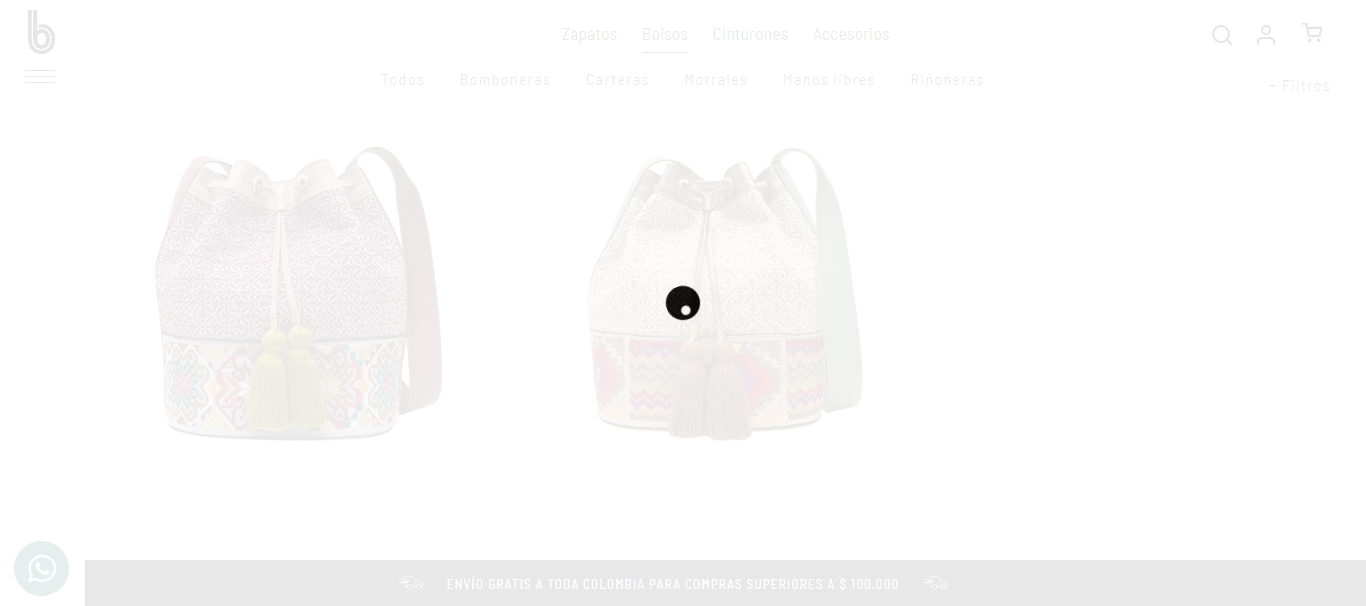 b
Zapatos Bolsos Cinturones Accesorios
Todos Bomboneras Carteras Morrales Manos libres Riñoneras
+ Filtros
ENVÍO GRATIS A TODA COLOMBIA PARA COMPRAS SUPERIORES A $ 100.000